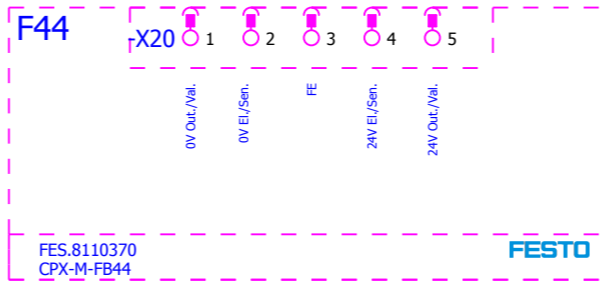 F44
-X20 1 2 3 4 5
0V Out./Val.
0V El./Sen.
FE
24V El./Sen.
24V Out./Val.
FES.8110370
CPX-M-FB44
FESTO